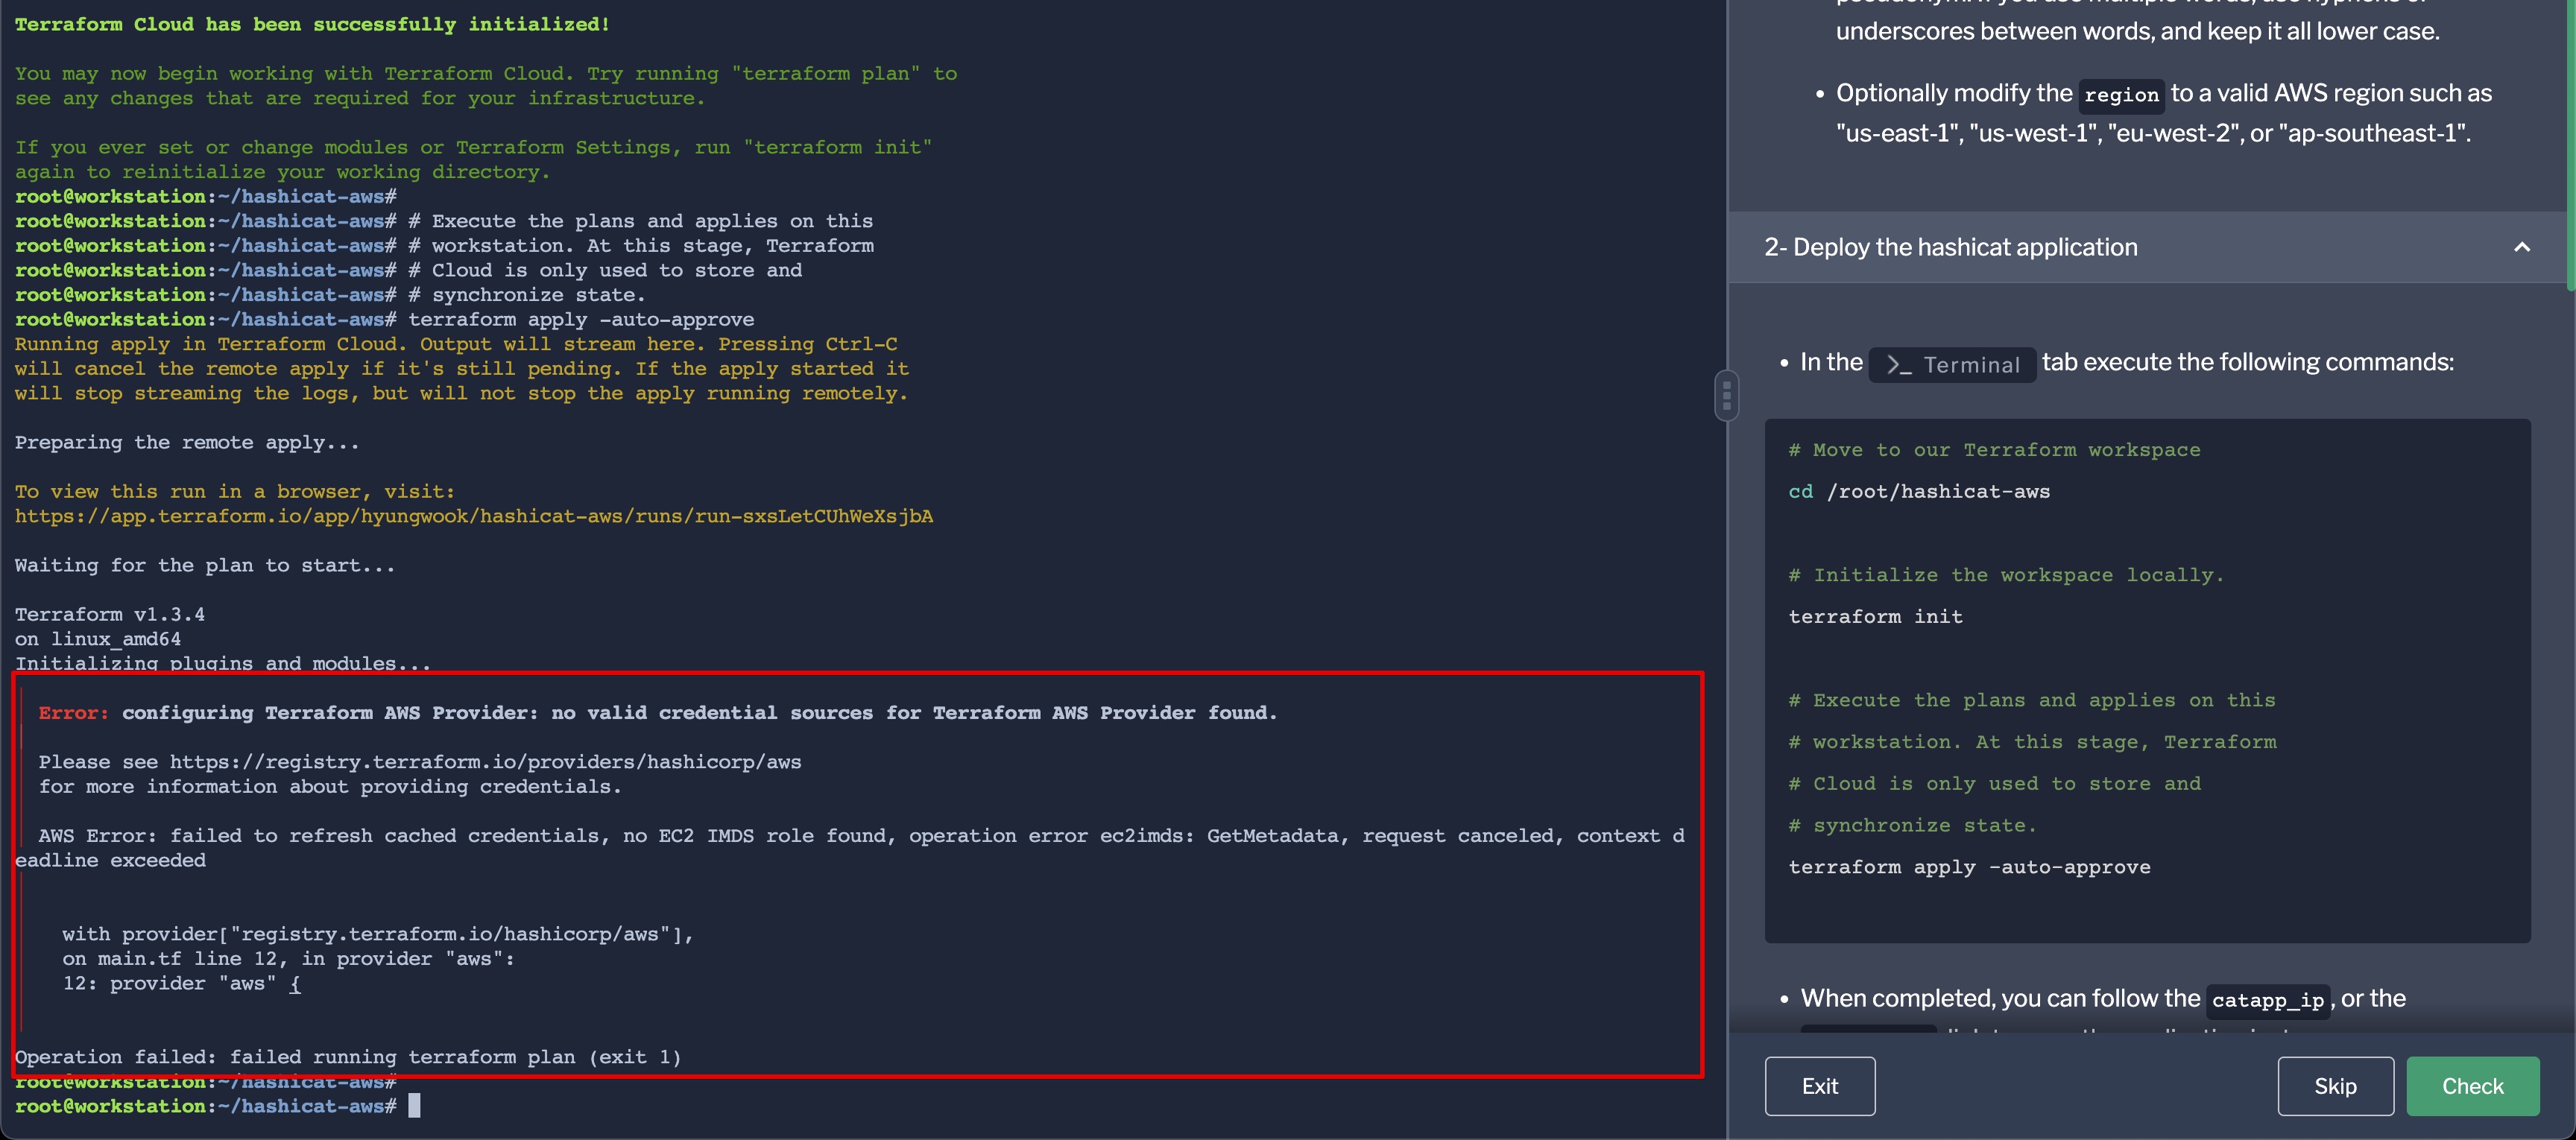 Terraform Cloud has been successfully initialized!
You may now begin working with Terraform Cloud. Try running "terraform plan" to
see any changes that are required for your infrastructure.
If you ever set or change modules or Terraform Settings, run "terraform init"
again to reinitialize your working directory.
root@workstation:~/hashicat-aws#
root@workstation:~/hashicat-aws# # Execute the plans and applies on this
root@workstation:~/hashicat-aws# # workstation. At this stage, Terraform
root@workstation:~/hashicat-aws# # Cloud is only used to store and
root@workstation:~/hashicat-aws# # synchronize state.
root@workstation:~/hashicat-aws# terraform apply -auto-approve
Running apply in Terraform Cloud. Output will stream here. Pressing Ctrl-C
will cancel the remote apply if it's still pending. If the apply started it
will stop streaming the logs, but will not stop the apply running remotely.
Preparing the remote apply...
To view this run in a browser, visit:
https://app.terraform.io/app/hyungwook/hashicat-aws/runs/run-sxsLetCUhWeXsjbA
Waiting for the plan to start...
Terraform v1.3.4
on linux_amd64
Initializing plugins and modules...
Error: configuring Terraform AWS Provider: no valid credential sources for Terraform AWS Provider found.
Please see https://registry.terraform.io/providers/hashicorp/aws
for more information about providing credentials.
AWS Error: failed to refresh cached credentials, no EC2 IMDS role found, operation error ec2imds: GetMetadata, request canceled, context d
eadline exceeded
with provider["registry.terraform.io/hashicorp/aws"],
on main.tf line 12, in provider "aws":
12: provider "aws" {
Operation failed: failed running terraform plan (exit 1)
root@workstation:~/hashicat-aws#
root@workstation:~/hashicat-aws#
underscores between words, and keep it all lower case.
• Optionally modify the region to a valid AWS region such as
"us-east-1", "us-west-1", "eu-west-2", or "ap-southeast-1".
2- Deploy the hashicat application
• In the >_ Terminal tab execute the following commands:
# Move to our Terraform workspace
cd /root/hashicat-aws
# Initialize the workspace locally.
terraform init
# Execute the plans and applies on this
# workstation. At this stage, Terraform
# Cloud is only used to store and
# synchronize state.
terraform apply -auto-approve
• When completed, you can follow the catapp_ip, or the
Exit
Skip
Check